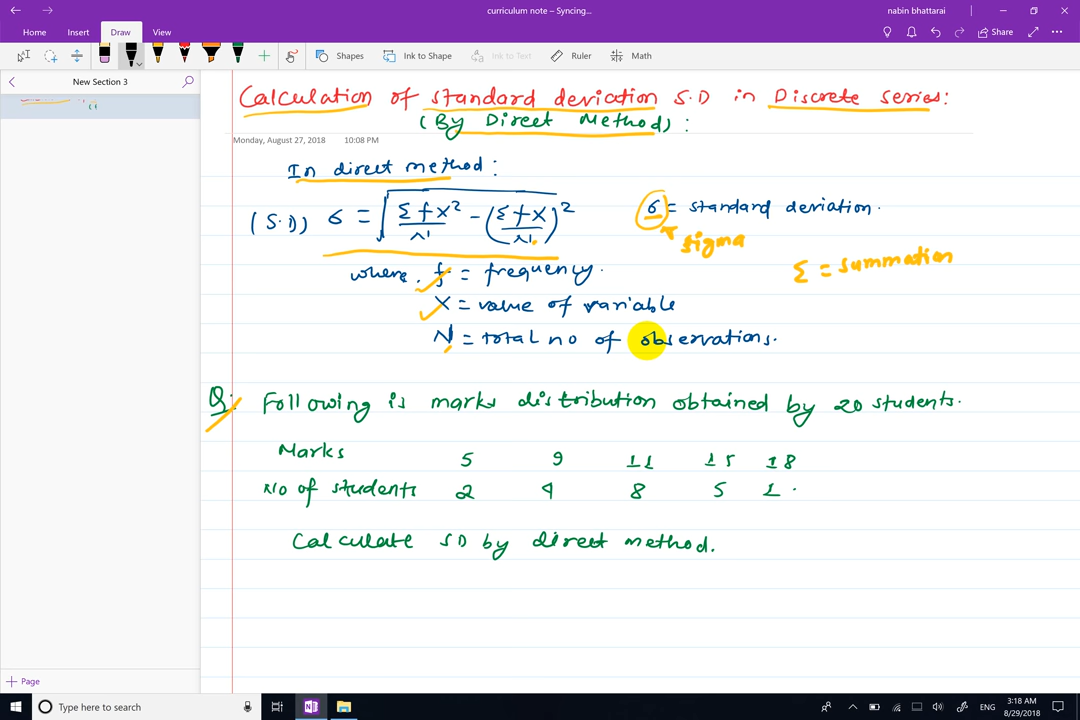 curriculum note – Syncing...
nabin bhattarai
Home Insert Draw View
Share
Shapes
Ink to Shape
Ink to Text
Ruler
Math
New Section 3
Calculation of standard deviation S.D in Discrete series:
(By Direct Method):
Monday, August 27, 2018 10:08 PM
In direct method:
(S.D) σ = √Σfx²/N - (Σfx/N)²
σ = standard deviation.
sigma
Σ = summation
where, f = frequency.
X = value of variable
N = total no of observations.
Q: Following is marks distribution obtained by 20 students.
Marks 5 9 11 15 18
No of students 2 4 8 5 1.
Calculate SD by direct method.
+ Page
Type here to search
ENG
3:18 AM
8/29/2018